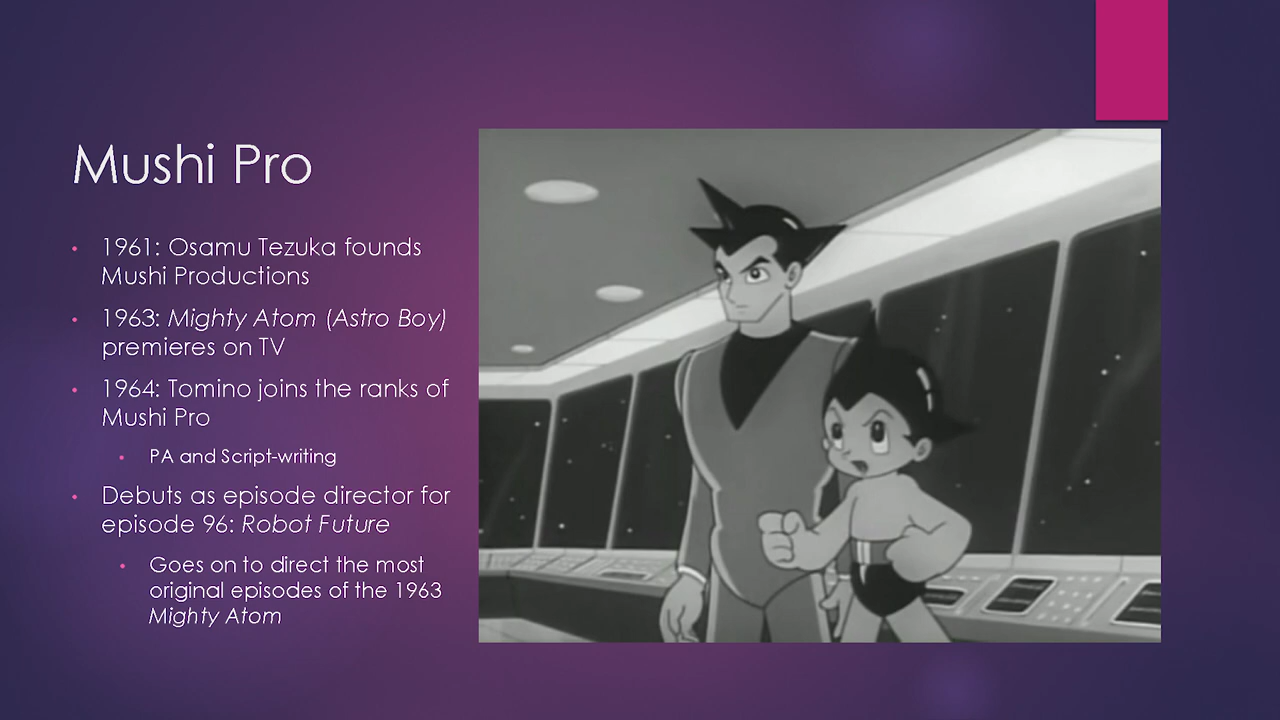 Mushi Pro
1961: Osamu Tezuka founds
Mushi Productions
1963: Mighty Atom (Astro Boy)
premieres on TV
1964: Tomino joins the ranks of
Mushi Pro
PA and Script-writing
Debuts as episode director for
episode 96: Robot Future
Goes on to direct the most
original episodes of the 1963
Mighty Atom